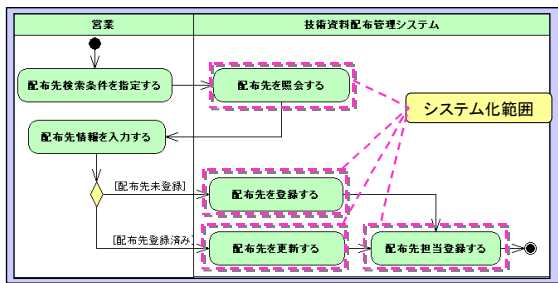 営業
技術資料配布管理システム
配布先検索条件を指定する
配布先を照会する
システム化範囲
配布先情報を入力する
[配布先未登録]
配布先を登録する
[配布先登録済み]
配布先を更新する
配布先担当登録する